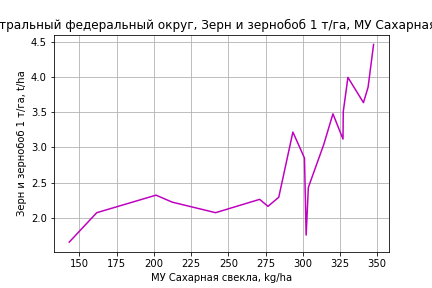 тральный федеральный округ, Зерн и зернобоб 1 т/га, МУ Сахарная
4.5
4.0
3.5
3.0
2.5
2.0
Зерн и зернобоб 1 т/га, t/ha
150 175 200 225 250 275 300 325 350
МУ Сахарная свекла, kg/ha